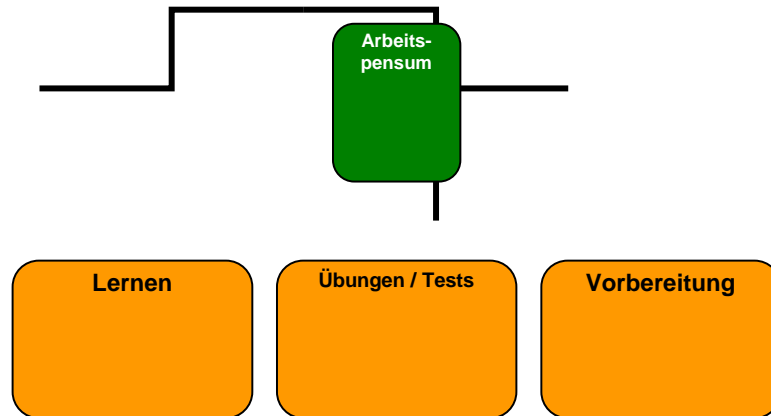 Arbeits-
pensum
Lernen
Übungen / Tests
Vorbereitung